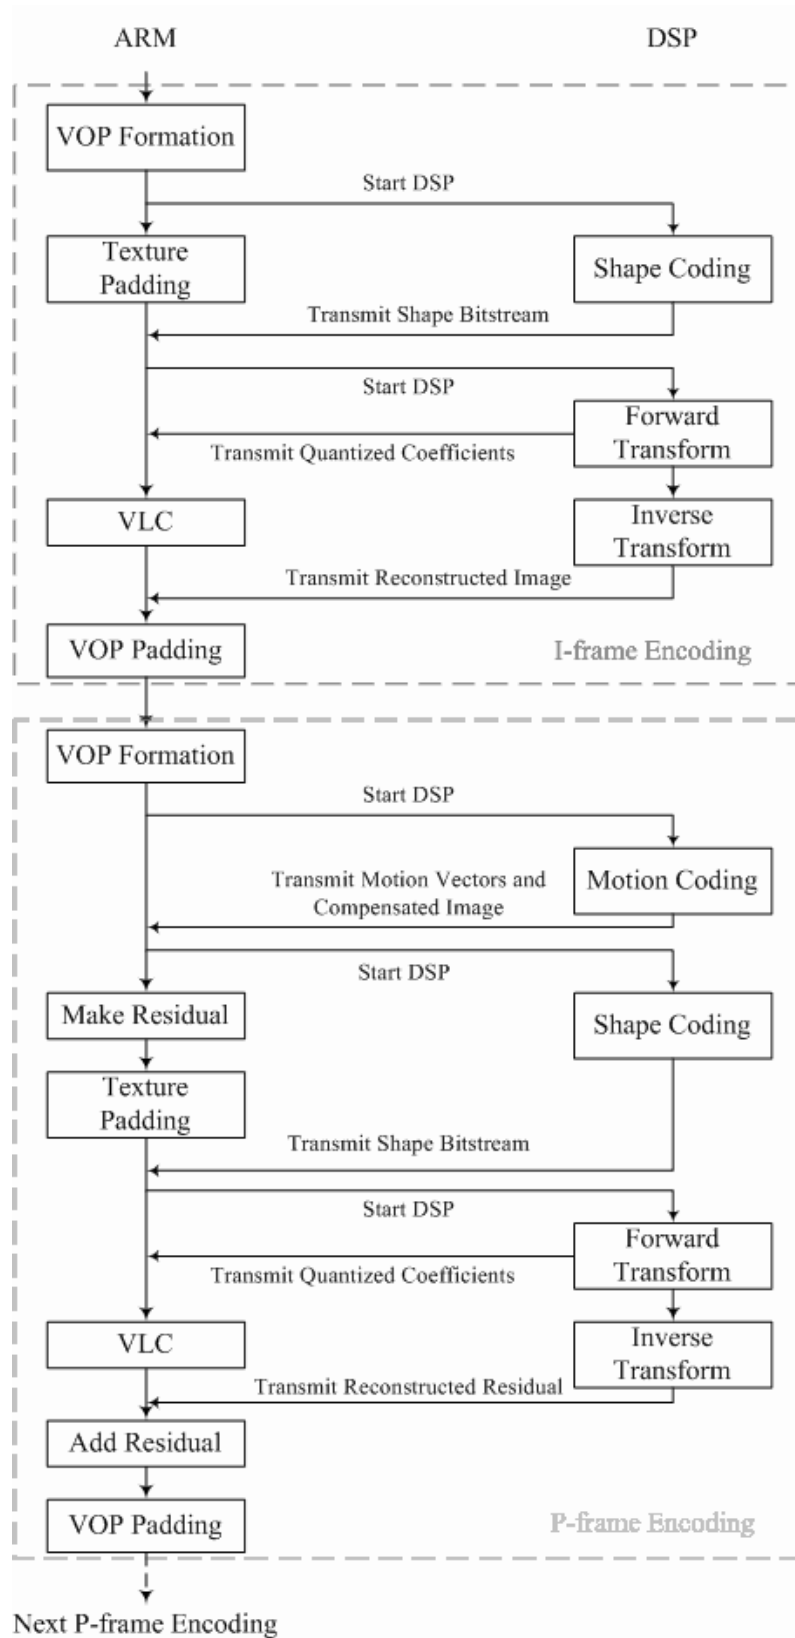 ARM
DSP
VOP Formation
Start DSP
Texture
Padding
Shape Coding
Transmit Shape Bitstream
Start DSP
Forward
Transform
Transmit Quantized Coefficients
VLC
Inverse
Transform
Transmit Reconstructed Image
VOP Padding
I-frame Encoding
VOP Formation
Start DSP
Motion Coding
Transmit Motion Vectors and
Compensated Image
Start DSP
Make Residual
Shape Coding
Texture
Padding
Transmit Shape Bitstream
Start DSP
Forward
Transform
Transmit Quantized Coefficients
VLC
Inverse
Transform
Transmit Reconstructed Residual
Add Residual
VOP Padding
P-frame Encoding
Next P-frame Encoding